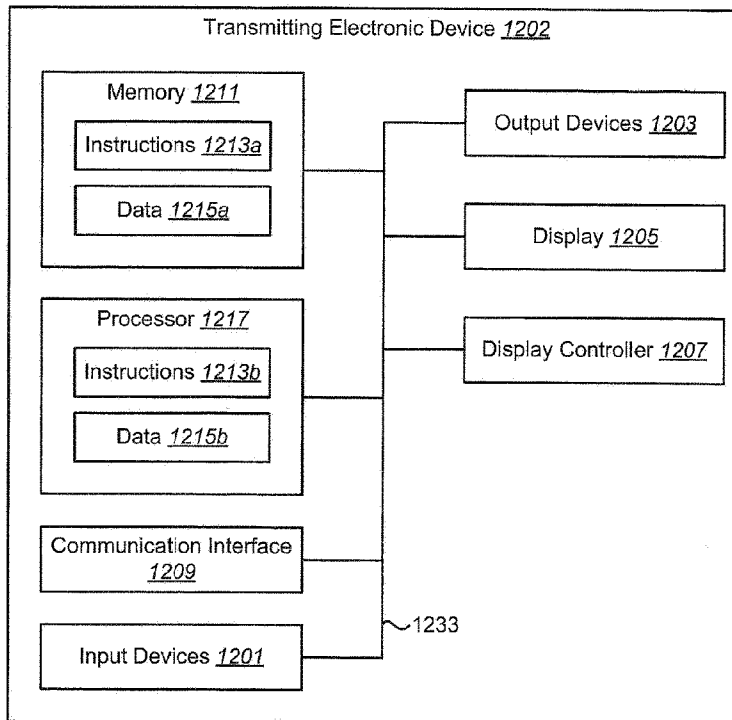 Transmitting Electronic Device 1202
Memory 1211
Instructions 1213a
Data 1215a
Processor 1217
Instructions 1213b
Data 1215b
Communication Interface
1209
Input Devices 1201
Output Devices 1203
Display 1205
Display Controller 1207
1233